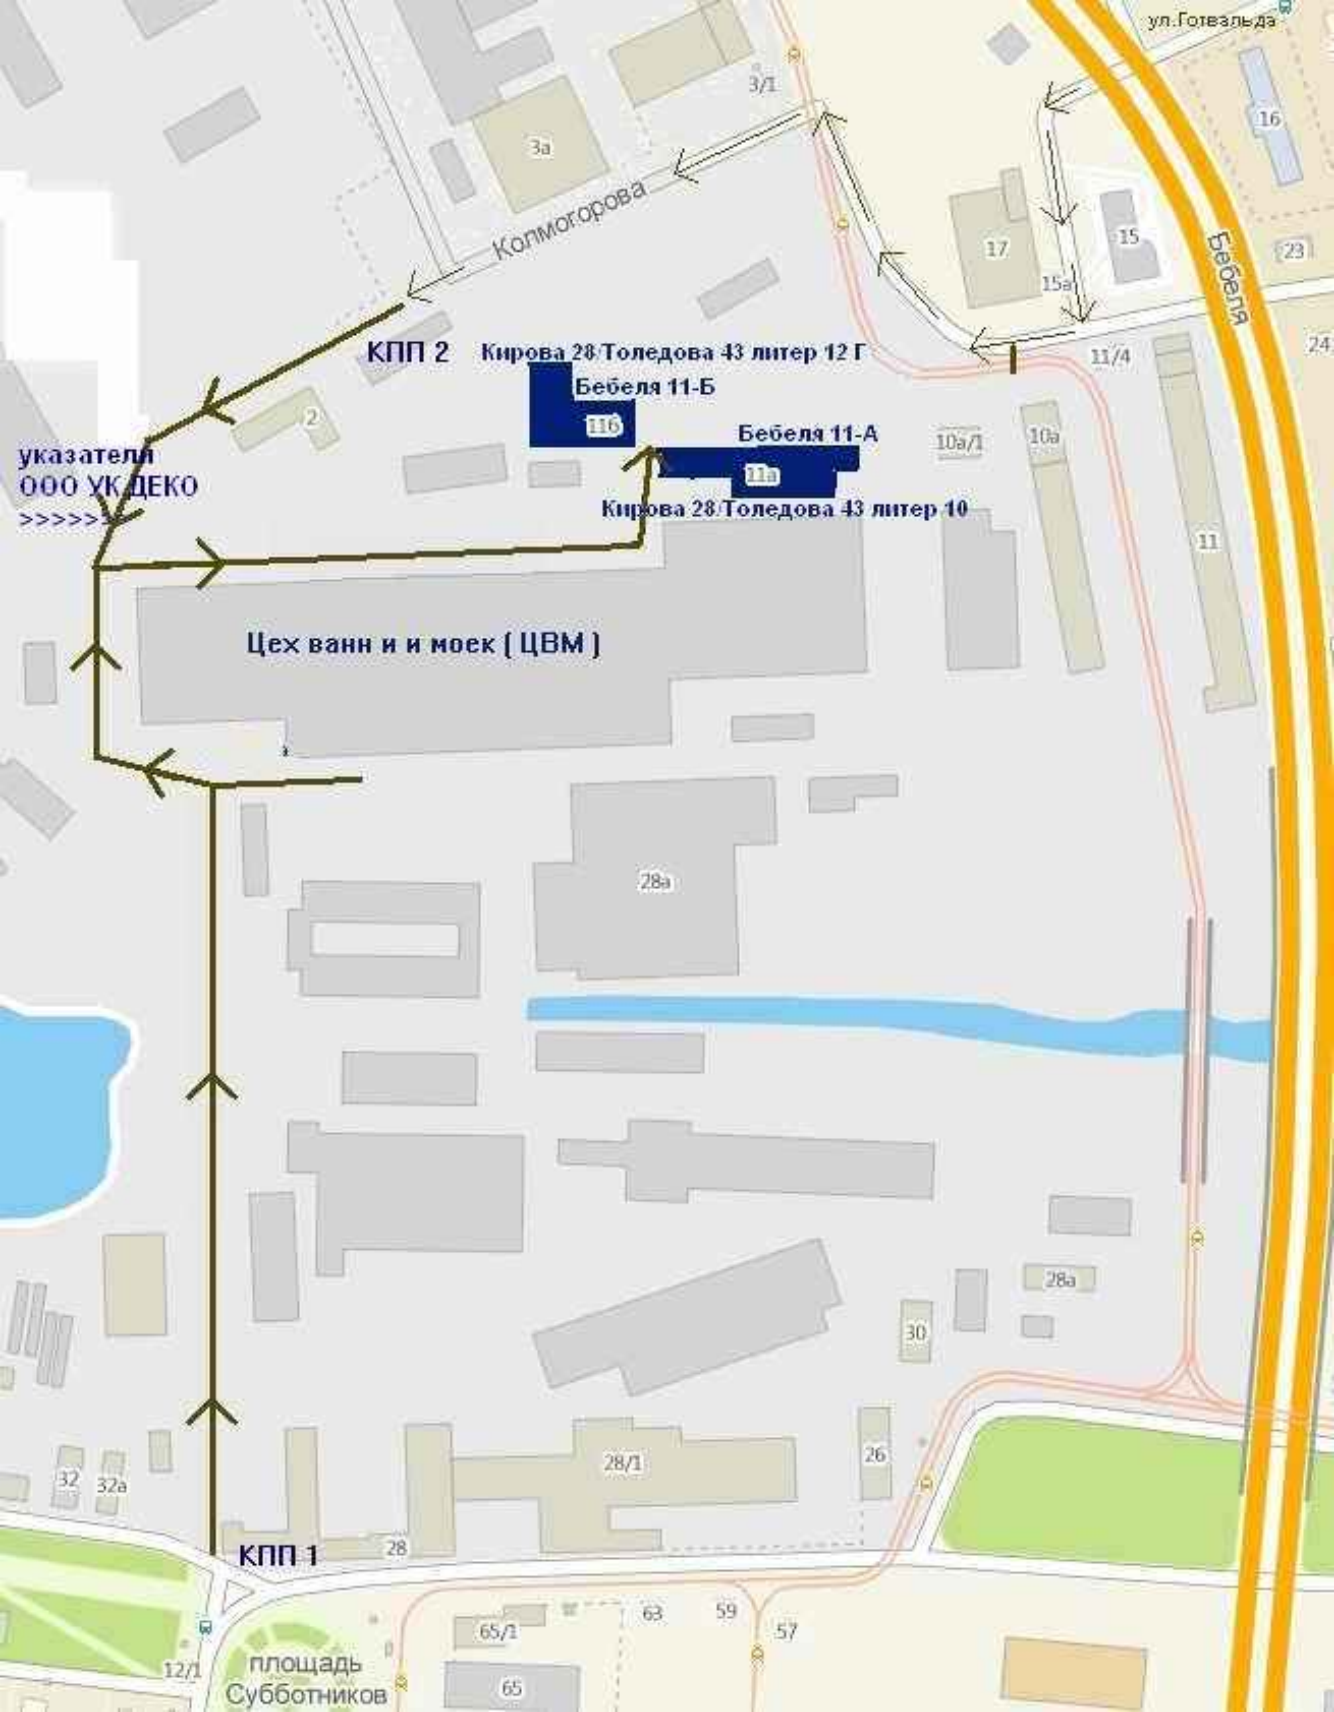 ул.Готвальда
3/1
16
3а
Колмогорова
17
15
Бебеля
23
15а
КПП 2
Кирова 28/Толедова 43 литер 12 Г
11/4
24
Бебеля 11-Б
2
11б
Бебеля 11-А
10а/1
10а
указатели
ООО УК ДЕКО
>>>>>>>
11а
Кирова 28/Толедова 43 литер 10
11
Цех ванн и и моек ( ЦВМ )
28а
28а
30
28/1
26
32
32а
28
КПП 1
65/1
63
59
57
12/1
площадь
Субботников
65